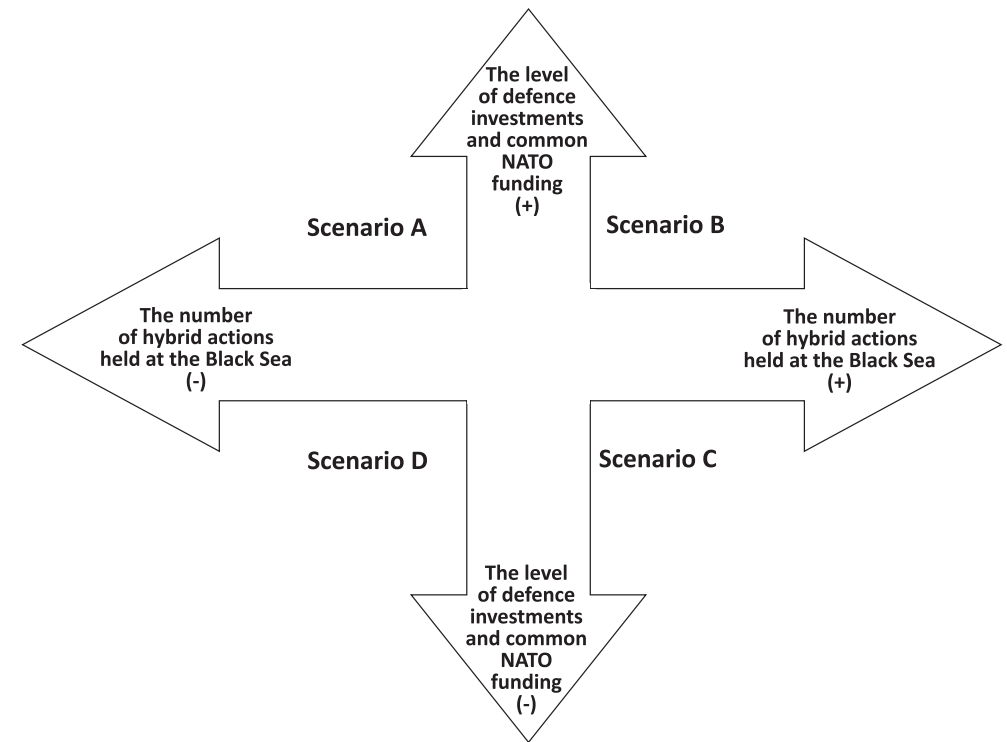 The level
of defence
investments
and common
NATO
funding
(+)
Scenario A
Scenario B
The number
of hybrid actions
held at the Black Sea
(-)
The number
of hybrid actions
held at the Black Sea
(+)
Scenario D
Scenario C
The level
of defence
investments
and common
NATO
funding
(-)